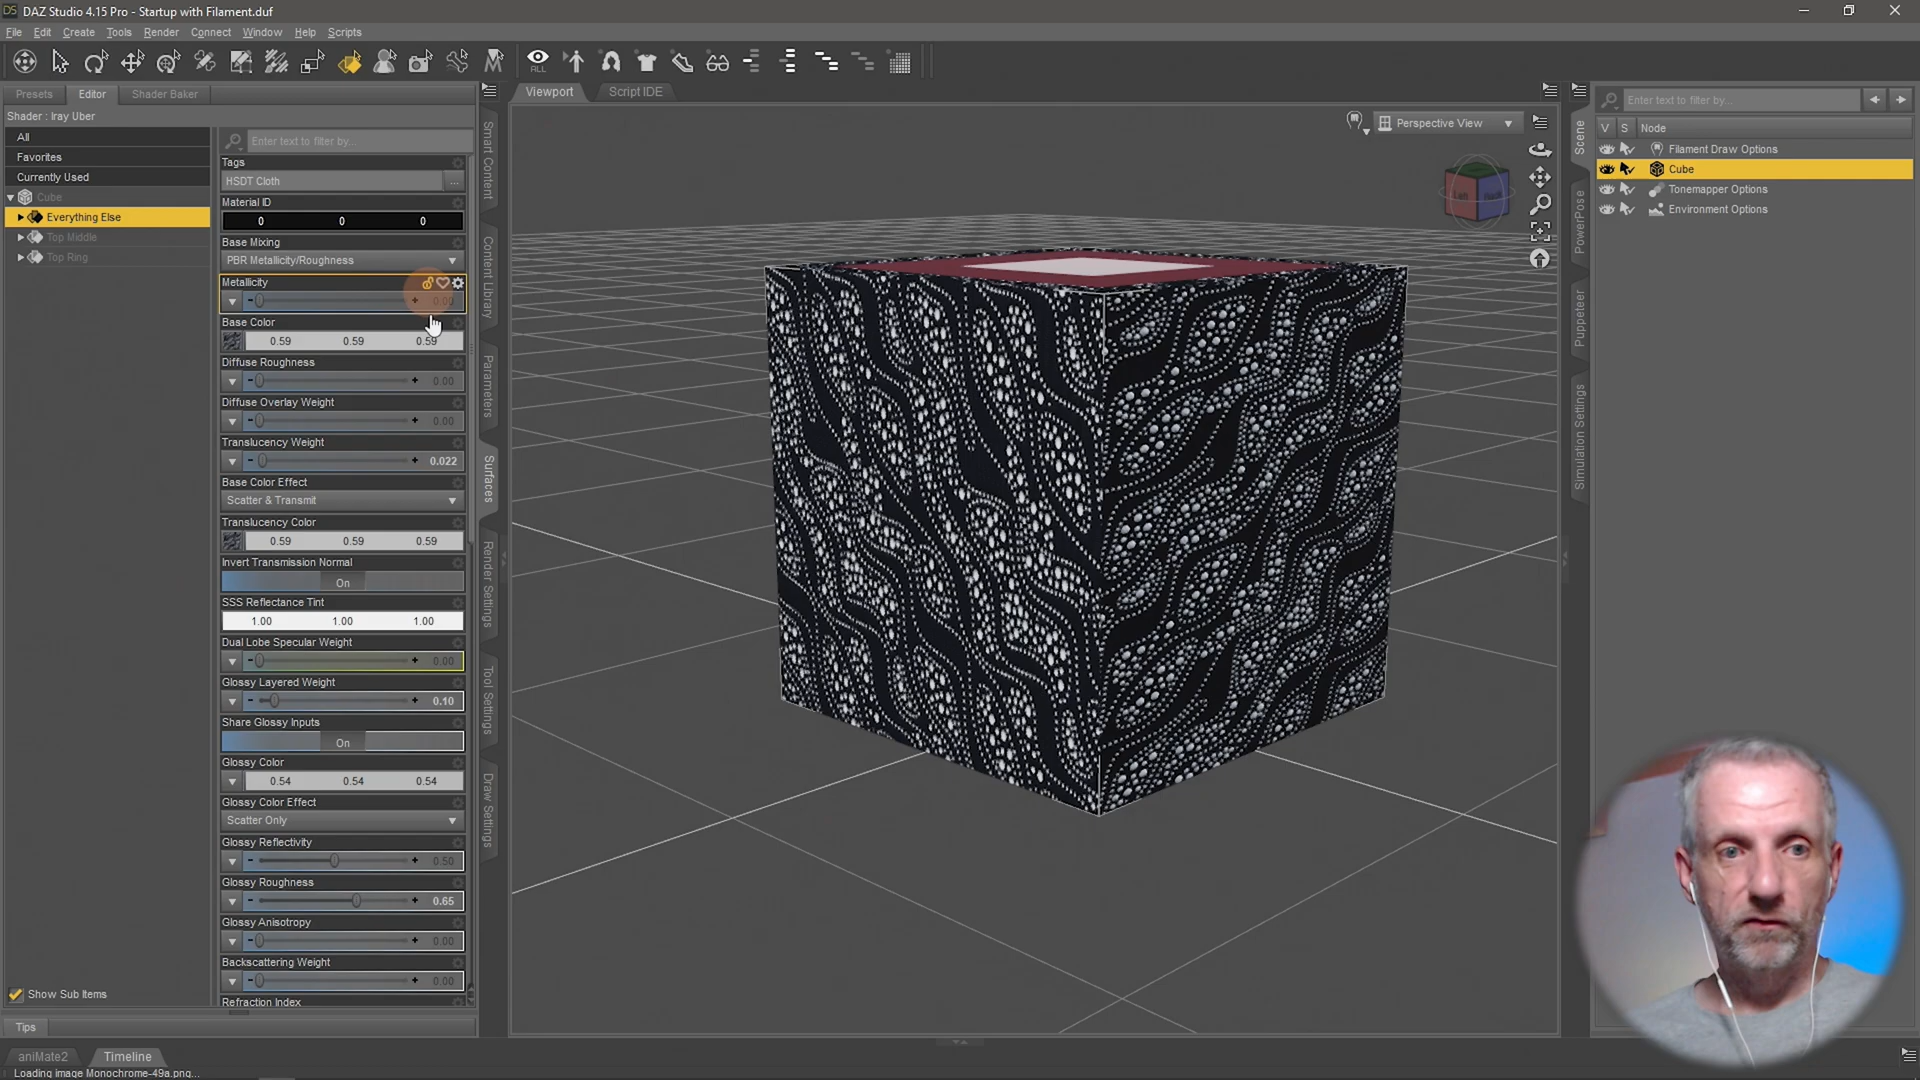 DAZ Studio 4.15 Pro - Startup with Filament.duf
File Edit Create Tools Render Connect Window Help Scripts
ALL
Presets Editor Shader Baker
Shader : Iray Uber
All
Favorites
Currently Used
Cube
Everything Else
Top Middle
Top Ring
Show Sub Items
Tips
Enter text to filter by...
Tags
HSDT Cloth ...
Material ID
0 0 0
Base Mixing
PBR Metallicity/Roughness
Metallicity
- + 0.00
Base Color
0.59 0.59 0.59
Diffuse Roughness
- + 0.00
Diffuse Overlay Weight
- + 0.00
Translucency Weight
- + 0.022
Base Color Effect
Scatter & Transmit
Translucency Color
0.59 0.59 0.59
Invert Transmission Normal
On
SSS Reflectance Tint
1.00 1.00 1.00
Dual Lobe Specular Weight
- + 0.00
Glossy Layered Weight
- + 0.10
Share Glossy Inputs
On
Glossy Color
0.54 0.54 0.54
Glossy Color Effect
Scatter Only
Glossy Reflectivity
- + 0.50
Glossy Roughness
- + 0.65
Glossy Anisotropy
- + 0.00
Backscattering Weight
- + 0.00
Refraction Index
Smart Content
Content Library
Parameters
Surfaces
Render Settings
Tool Settings
Draw Settings
Viewport Script IDE
Perspective View
Left Back
Scene
PowerPose
Puppeteer
Simulation Settings
Enter text to filter by...
V S Node
Filament Draw Options
Cube
Tonemapper Options
Environment Options
aniMate2 Timeline
Loading image Monochrome-49a.png...